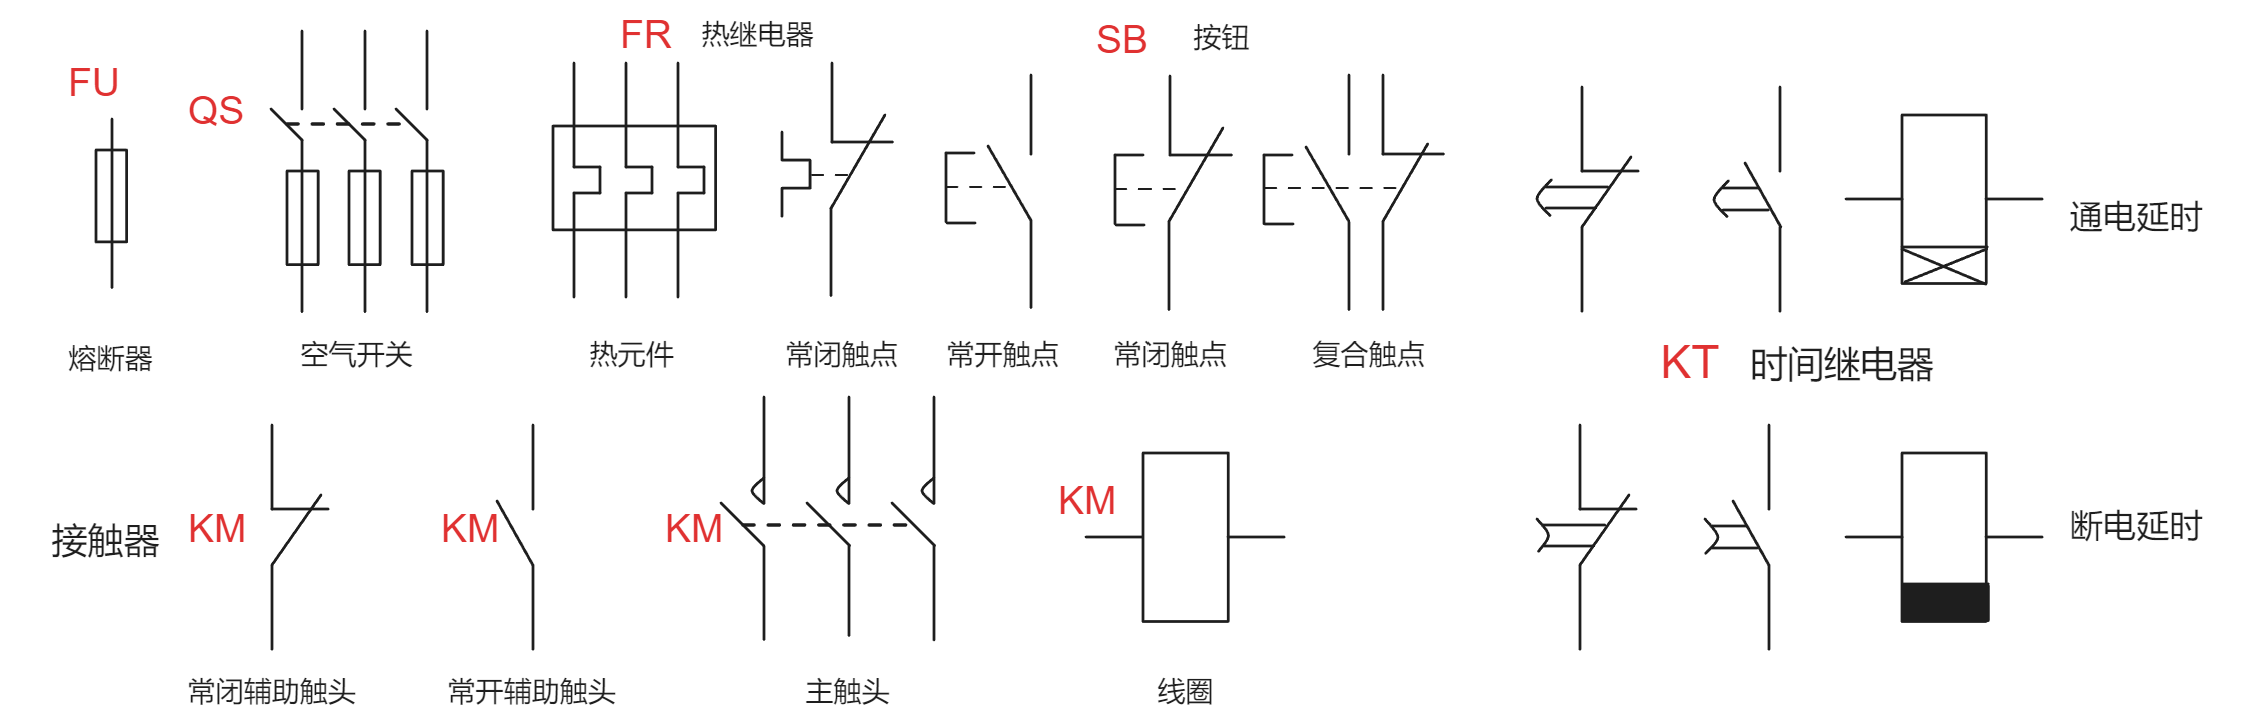 FU
熔断器
QS
空气开关
FR 热继电器
热元件
常闭触点
SB 按钮
常开触点
常闭触点
复合触点
通电延时
KT 时间继电器
断电延时
接触器
KM
常闭辅助触头
KM
常开辅助触头
KM
主触头
KM
线圈